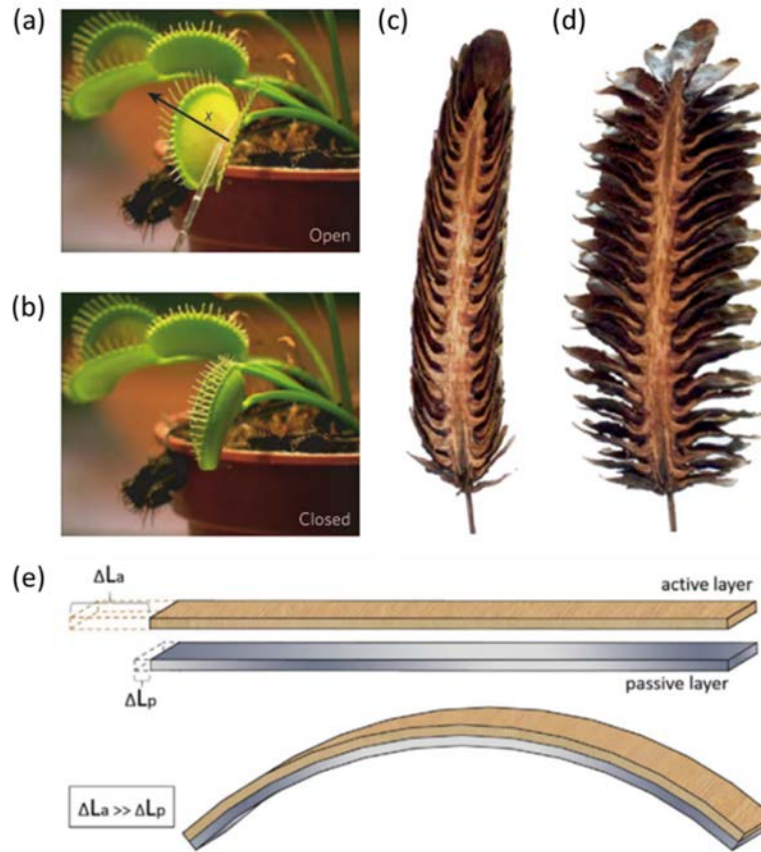 (a)
x
Open
(b)
Closed
(c)
(d)
(e)
ΔLa
active layer
passive layer
ΔLp
ΔLa >> ΔLp